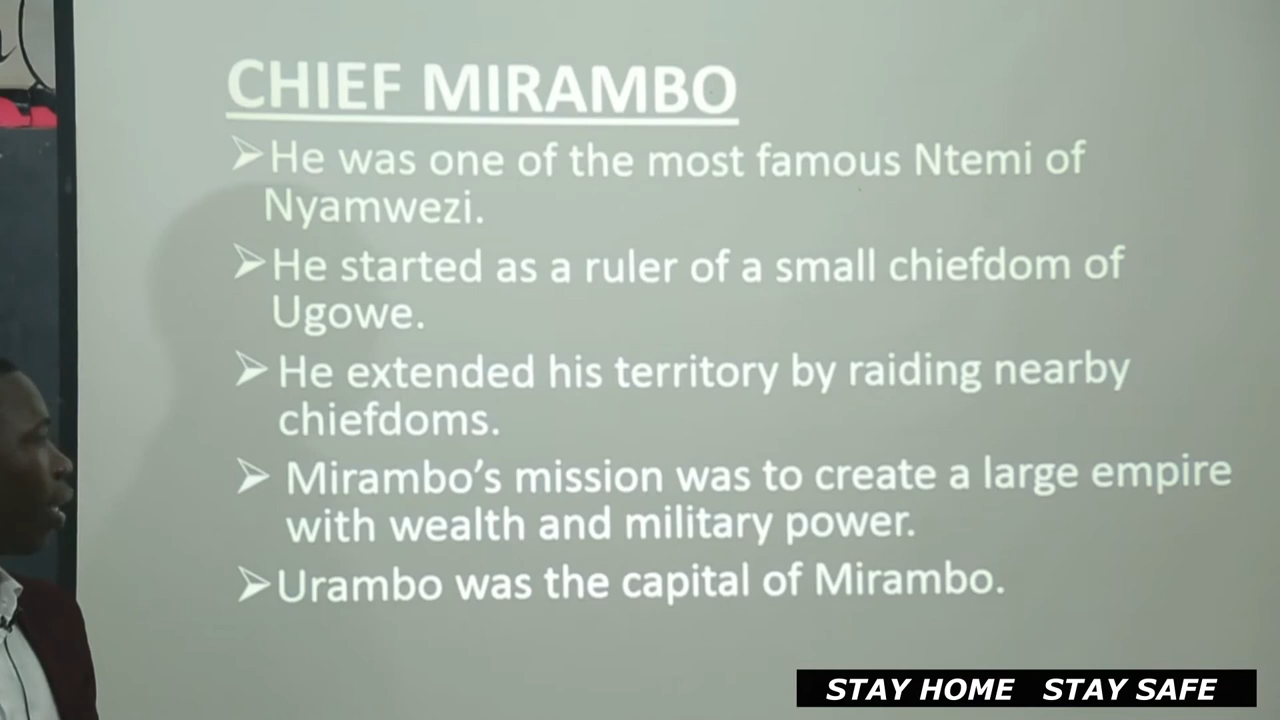 CHIEF MIRAMBO
➢He was one of the most famous Ntemi of
Nyamwezi.
➢He started as a ruler of a small chiefdom of
Ugowe.
➢He extended his territory by raiding nearby
chiefdoms.
➢ Mirambo's mission was to create a large empire
with wealth and military power.
➢Urambo was the capital of Mirambo.
STAY HOME STAY SAFE